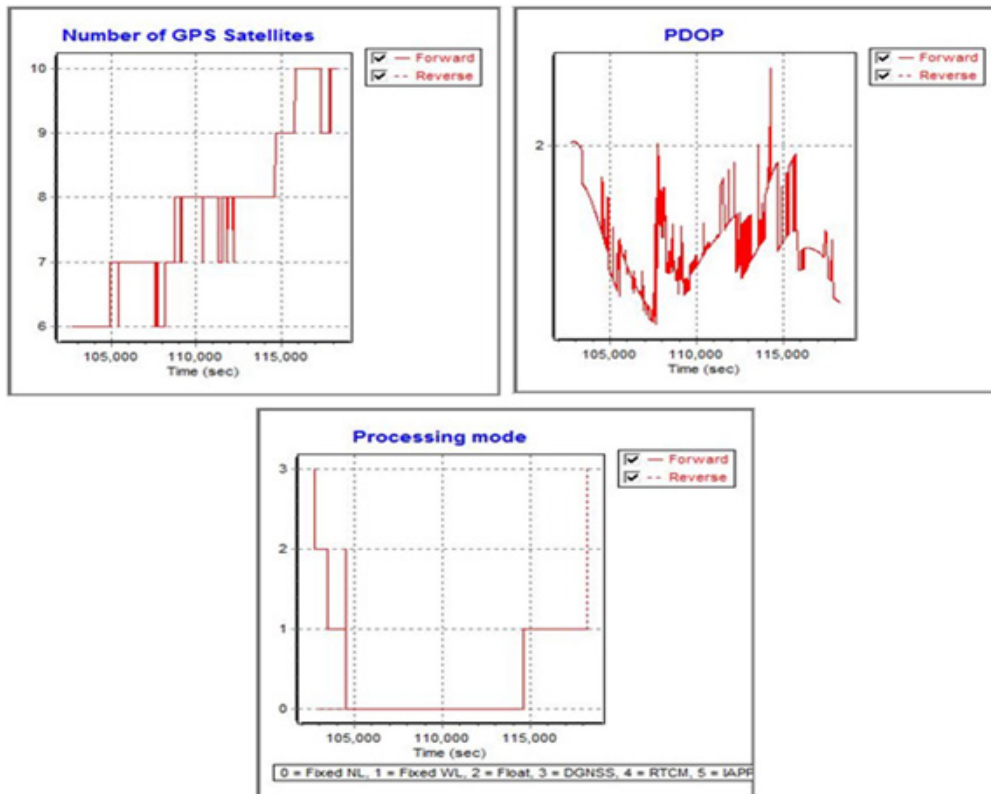 Number of GPS Satellites
Forward
Reverse
10
9
8
7
6
105,000 110,000 115,000
Time (sec)
PDOP
Forward
Reverse
2
105,000 110,000 115,000
Time (sec)
Processing mode
Forward
Reverse
3
2
1
0
105,000 110,000 115,000
Time (sec)
0 = Fixed NL, 1 = Fixed WL, 2 = Float, 3 = DGNSS, 4 = RTCM, 5 = IAPP